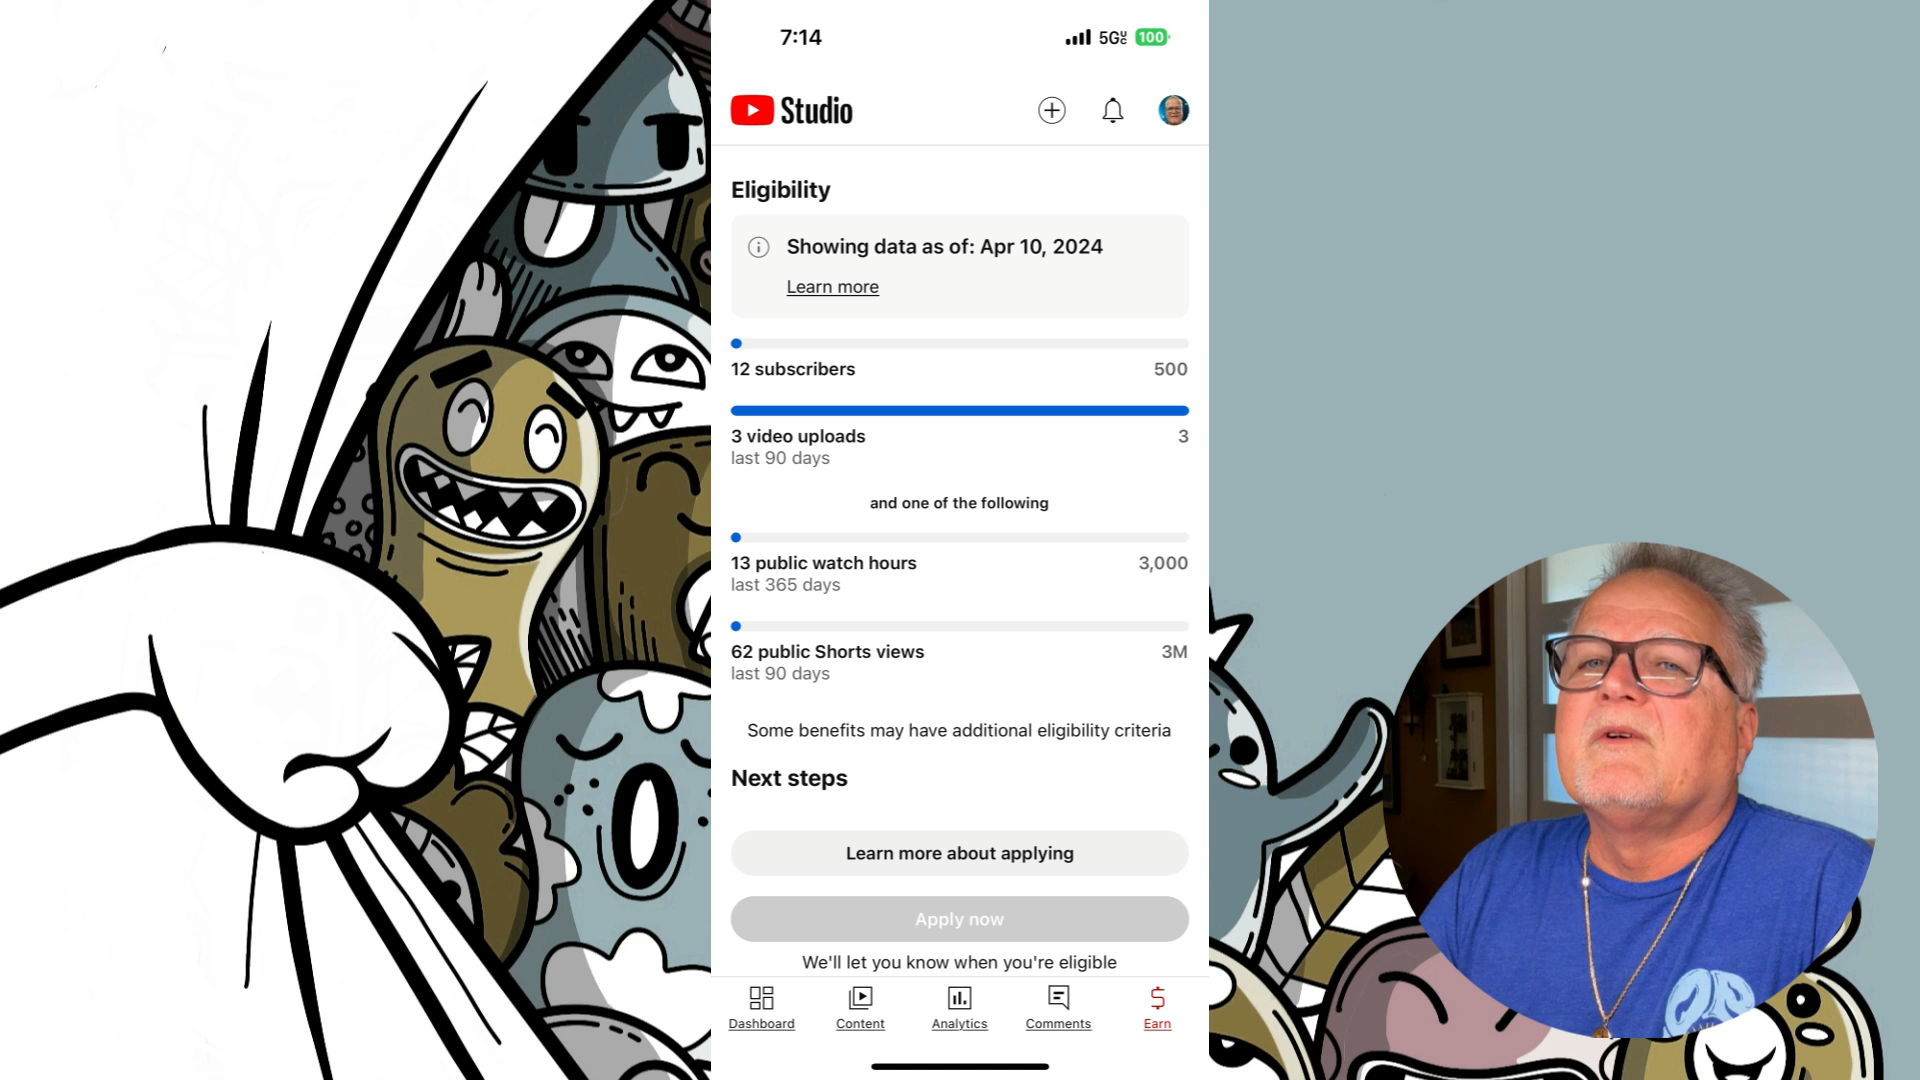 7:14
5G
100
Studio
Eligibility
Showing data as of: Apr 10, 2024
Learn more
12 subscribers 500
3 video uploads 3
last 90 days
and one of the following
13 public watch hours 3,000
last 365 days
62 public Shorts views 3M
last 90 days
Some benefits may have additional eligibility criteria
Next steps
Learn more about applying
Apply now
We'll let you know when you're eligible
Dashboard Content Analytics Comments Earn